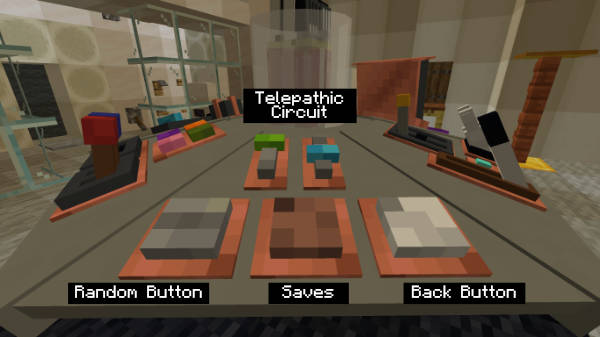 Telepathic
Circuit
Random Button
Saves
Back Button